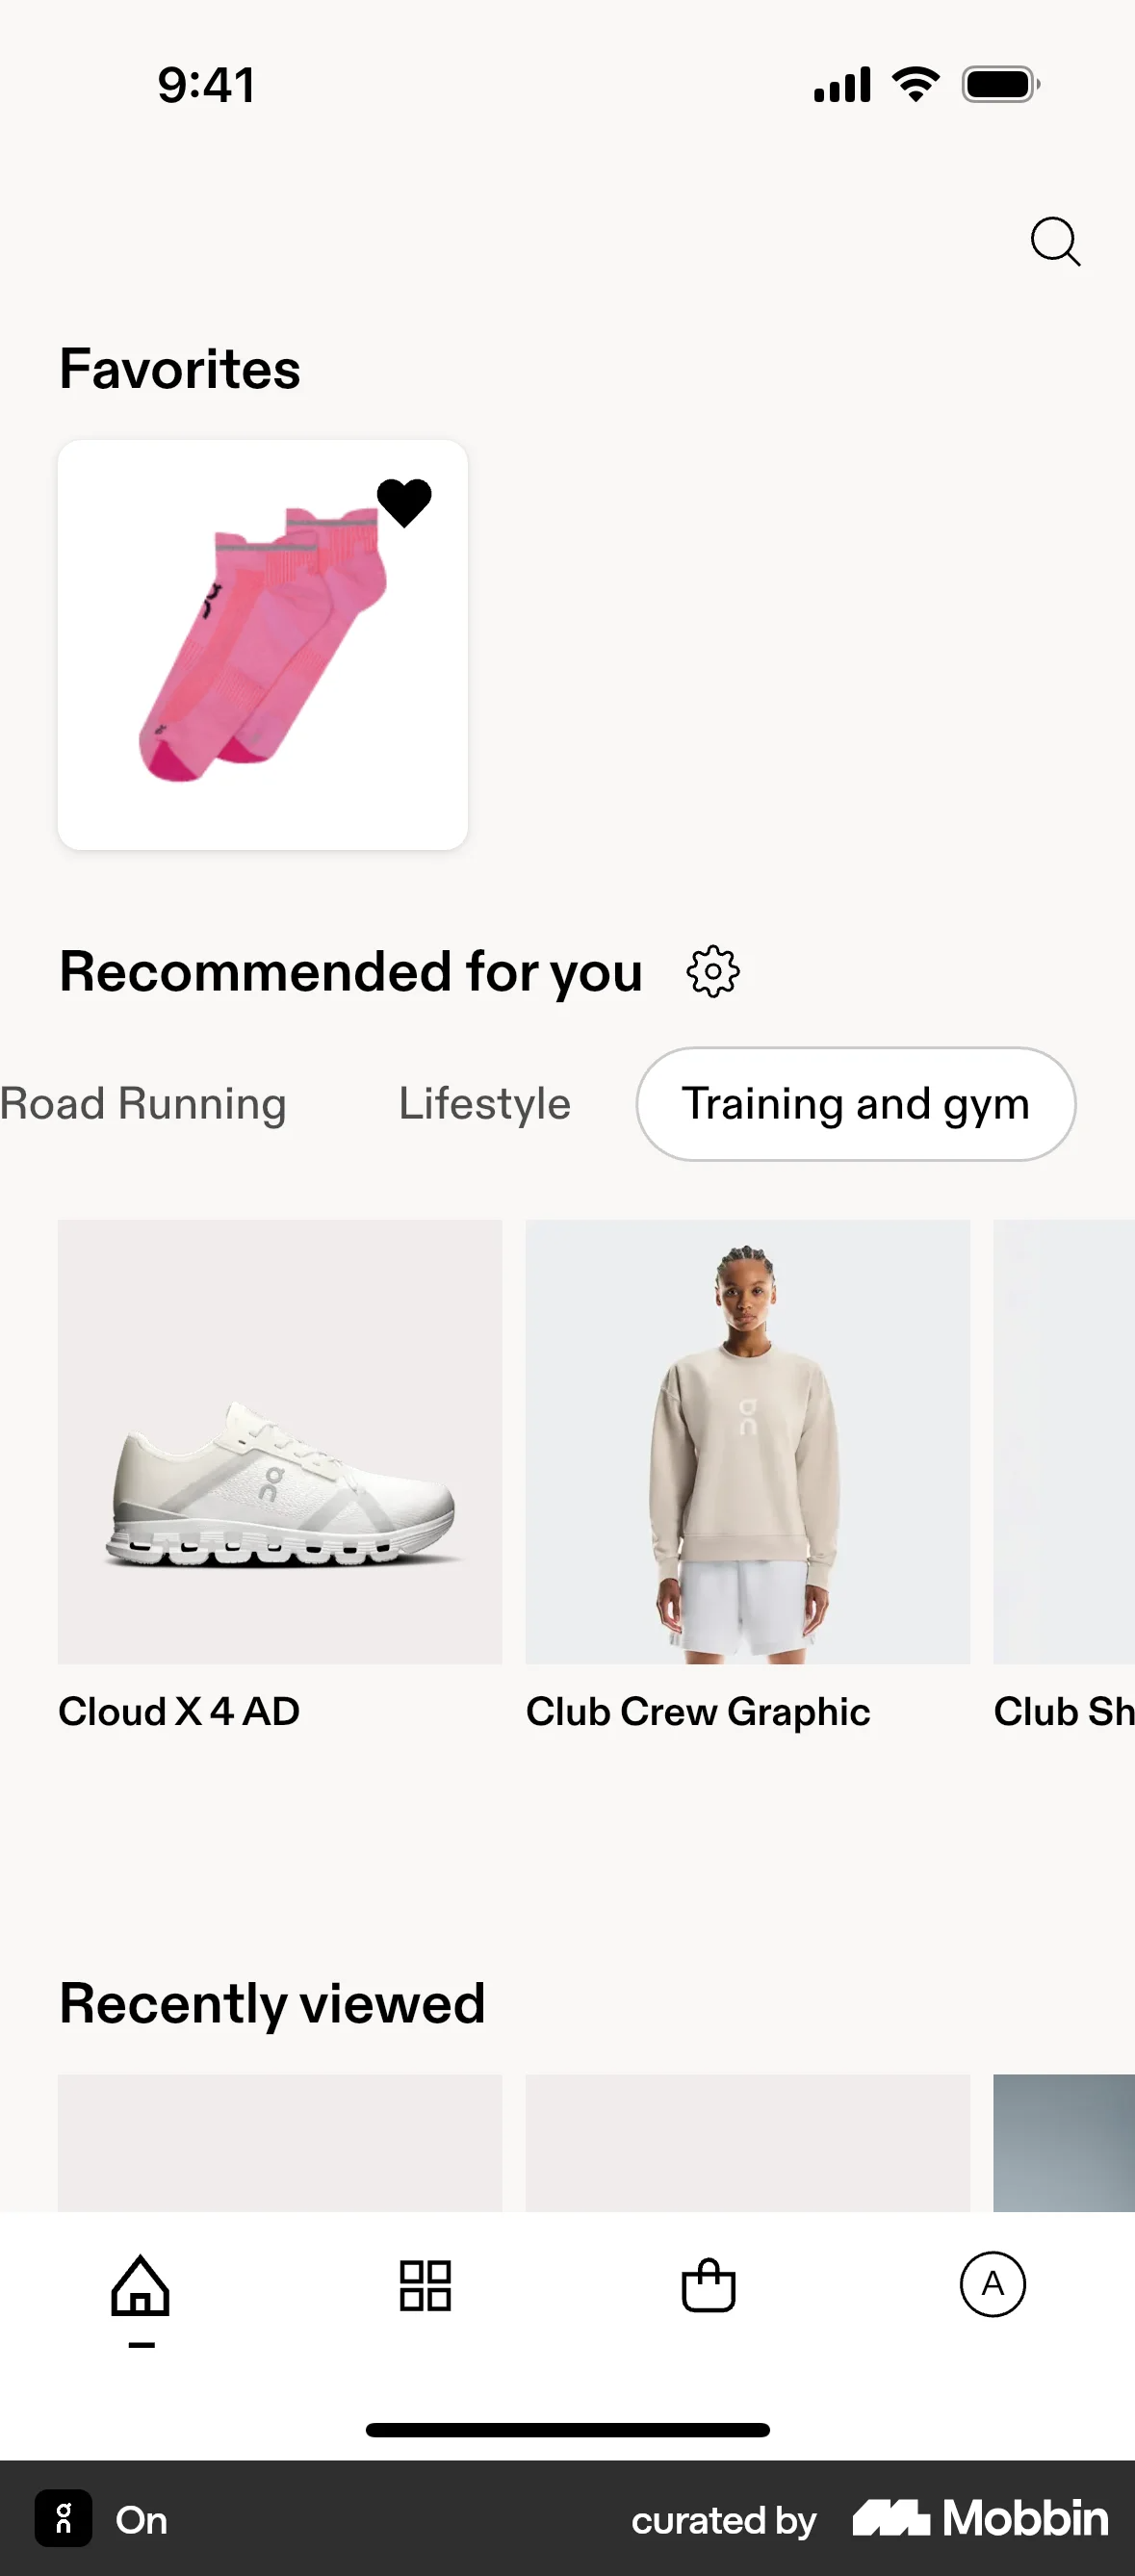 9:41
Favorites
Recommended for you
Road Running
Lifestyle
Training and gym
Cloud X 4 AD
Club Crew Graphic
Club Sh
Recently viewed
A
On
curated by Mobbin